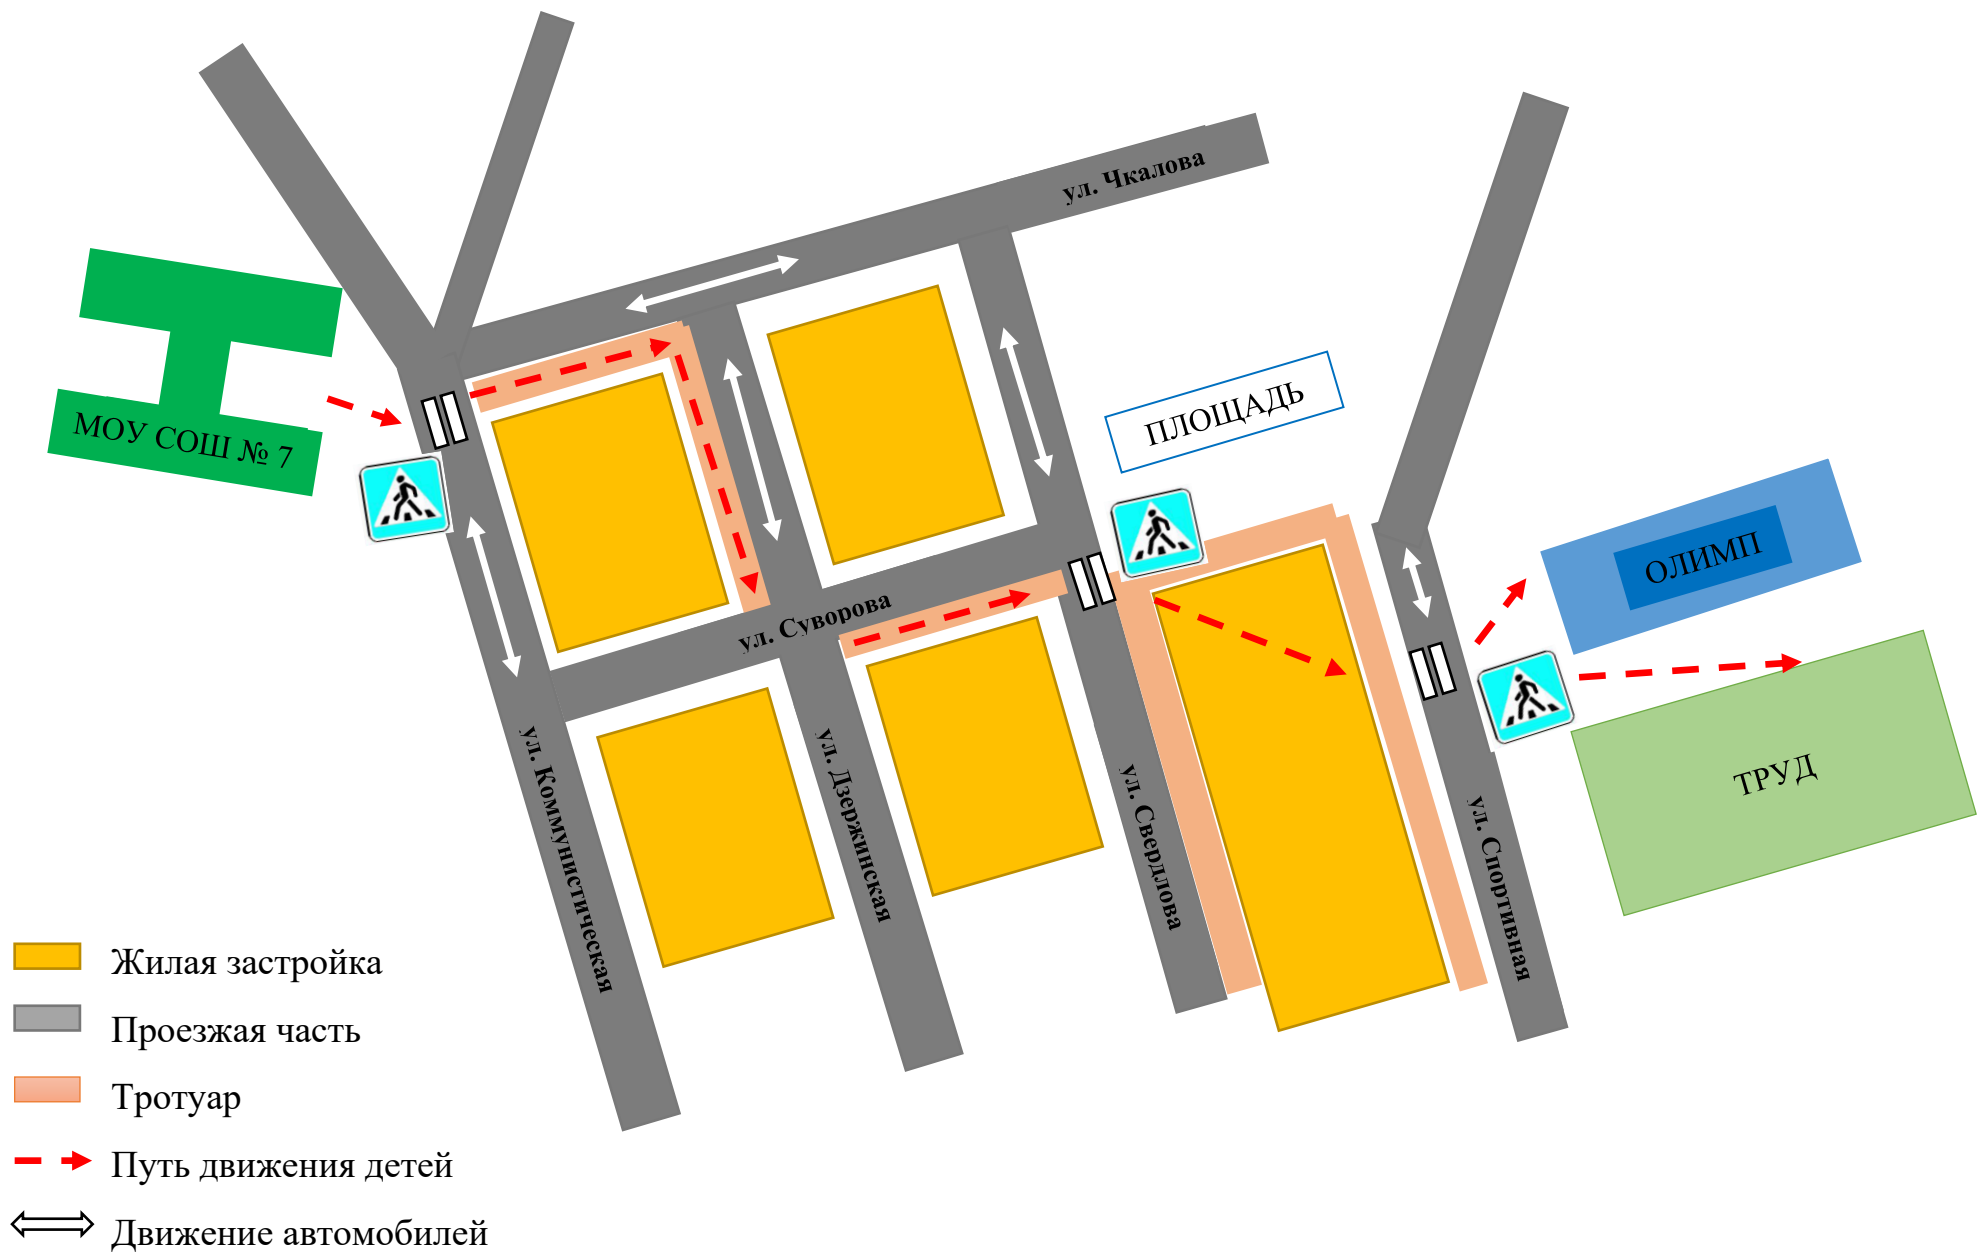 ул. Чкалова
МОУ СОШ № 7
ПЛОЩАДЬ
ОЛИМП
ул. Суворова
ТРУД
ул. Коммунистическая
ул. Дзержинская
ул. Свердлова
ул. Спортивная
Жилая застройка
Проезжая часть
Тротуар
Путь движения детей
Движение автомобилей